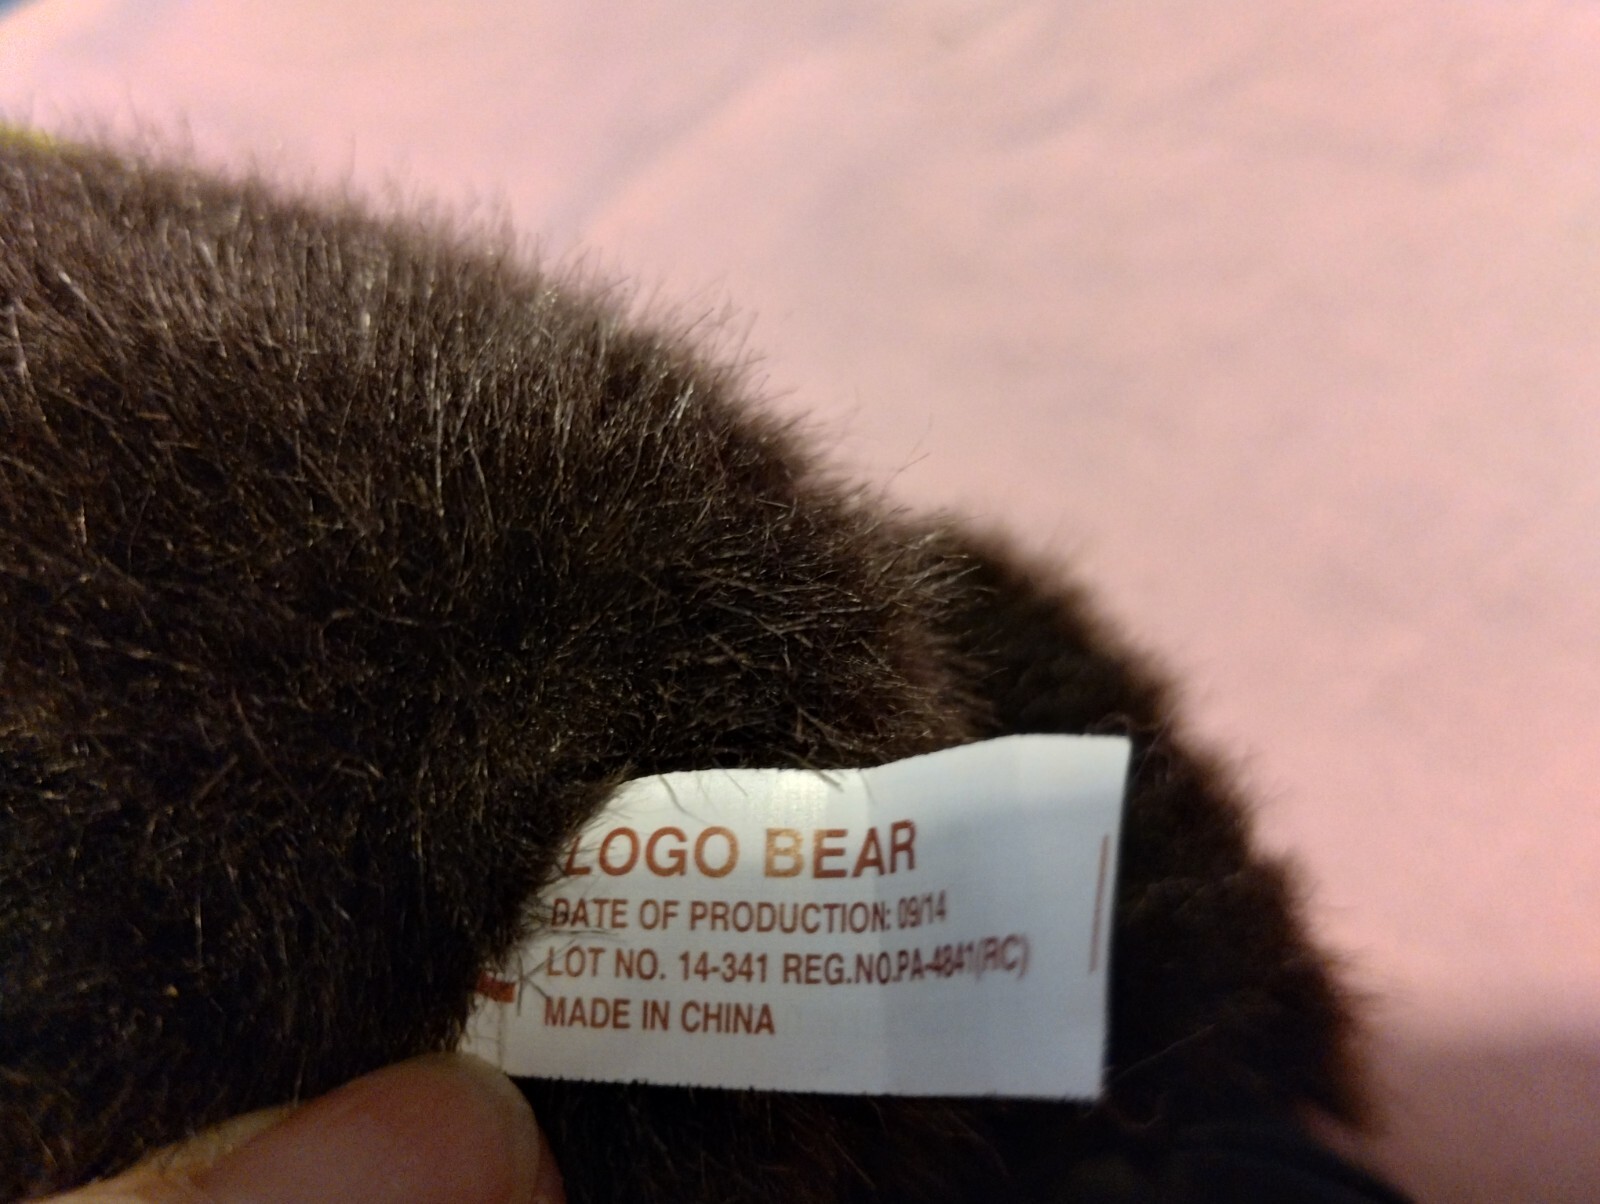 LOGO BEAR
DATE OF PRODUCTION: 09/14
LOT NO. 14-341 REG.NO.PA-4841(RC)
MADE IN CHINA